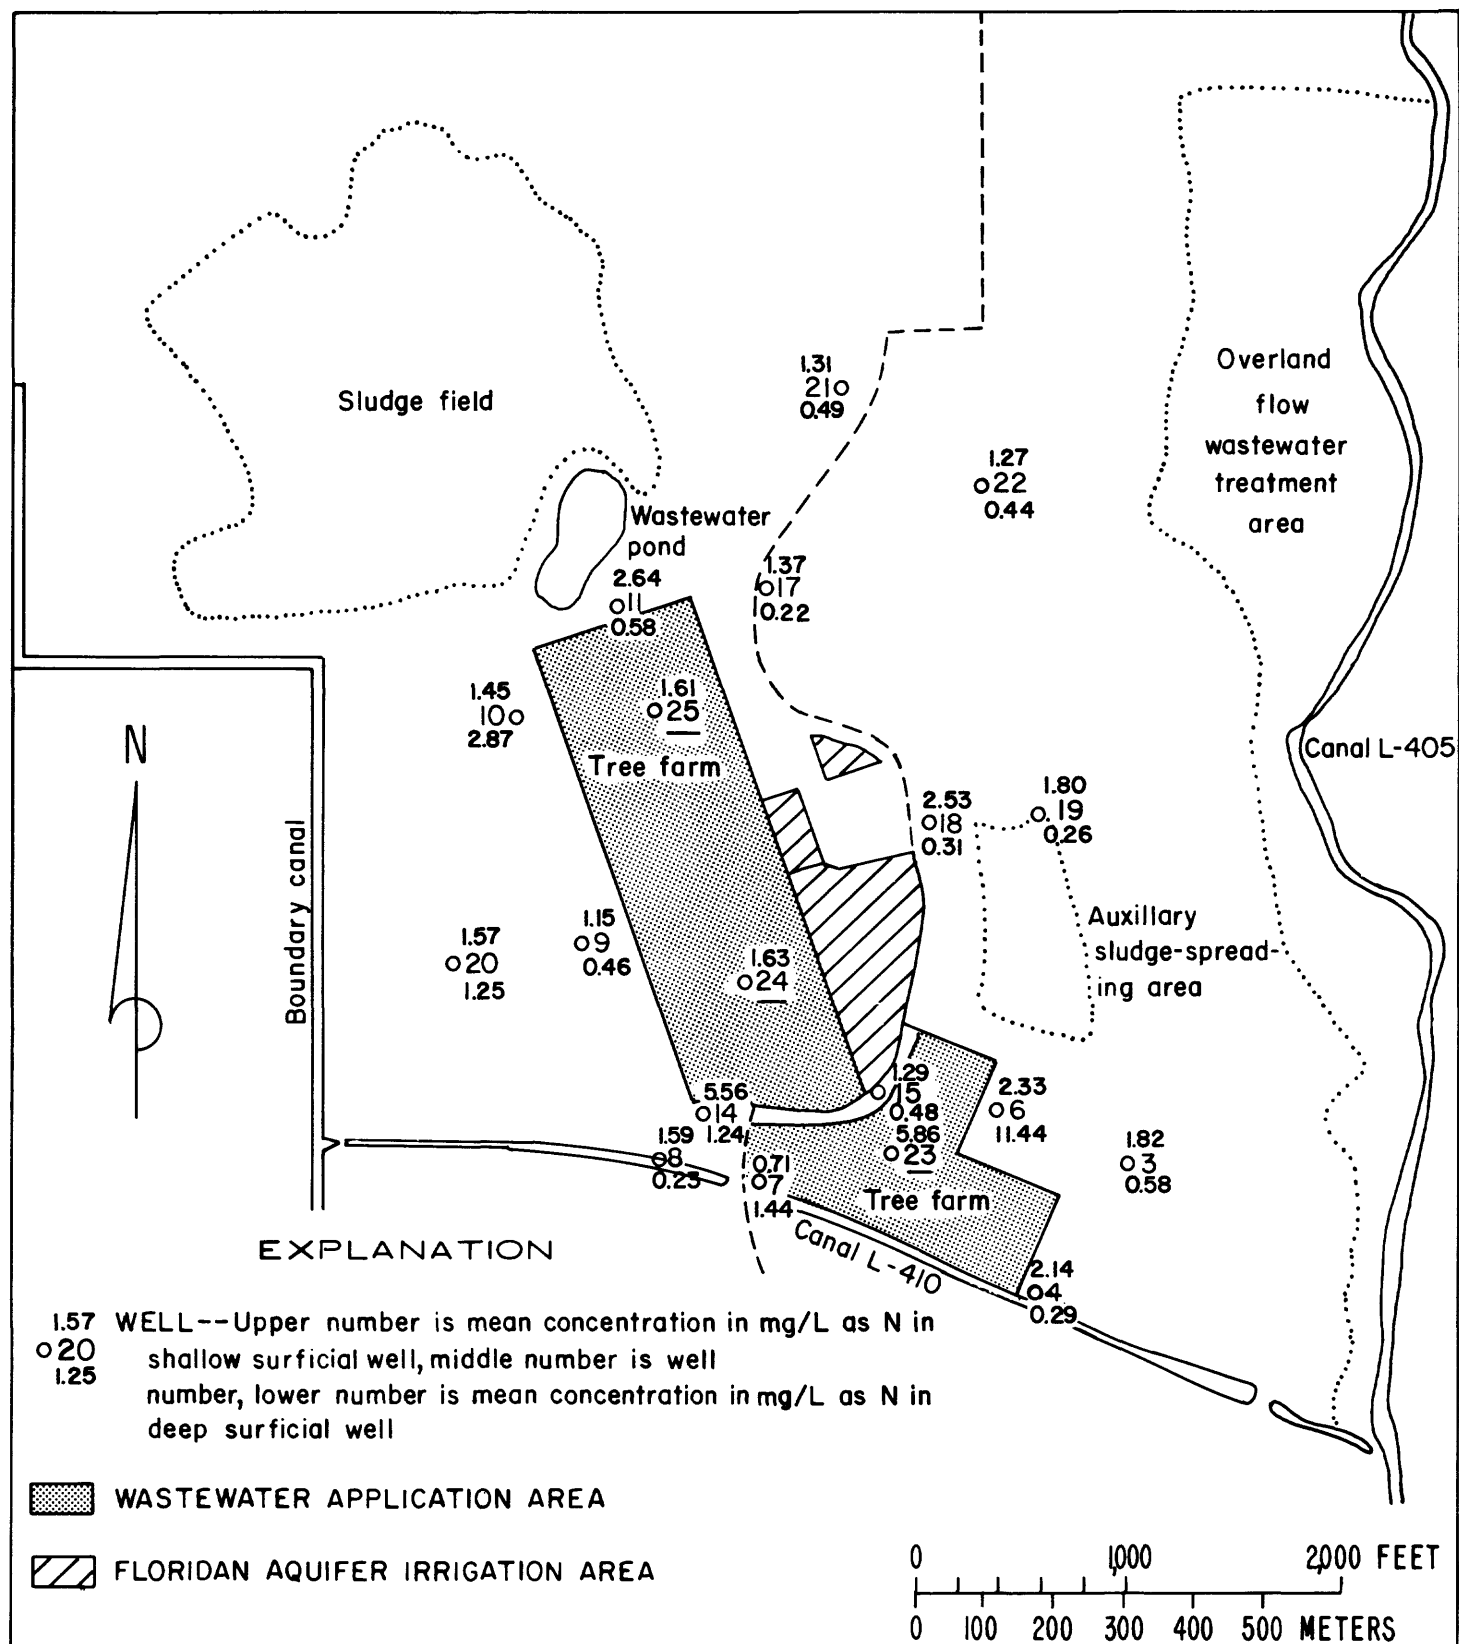 1.31
21
0.49
Overland
flow
wastewater
treatment
area
Sludge field
1.27
22
0.44
Wastewater
pond
1.37
17
0.22
2.64
11
0.58
1.45
10
2.87
1.61
25
Tree farm
N
Canal L-405
2.53
18
0.31
1.80
19
0.26
Boundary canal
1.57
20
1.25
1.15
9
0.46
1.63
24
Auxillary
sludge-spread-
ing area
5.56
14
1.24
1.29
15
0.48
2.33
6
11.44
1.59
8
0.23
0.71
7
1.44
5.86
23
Tree farm
1.82
3
0.58
Canal L-410
2.14
4
0.29
EXPLANATION
1.57
20
1.25
WELL--Upper number is mean concentration in mg/L as N in
shallow surficial well, middle number is well
number, lower number is mean concentration in mg/L as N in
deep surficial well
WASTEWATER APPLICATION AREA
FLORIDAN AQUIFER IRRIGATION AREA
0 1,000 2,000 FEET
0 100 200 300 400 500 METERS